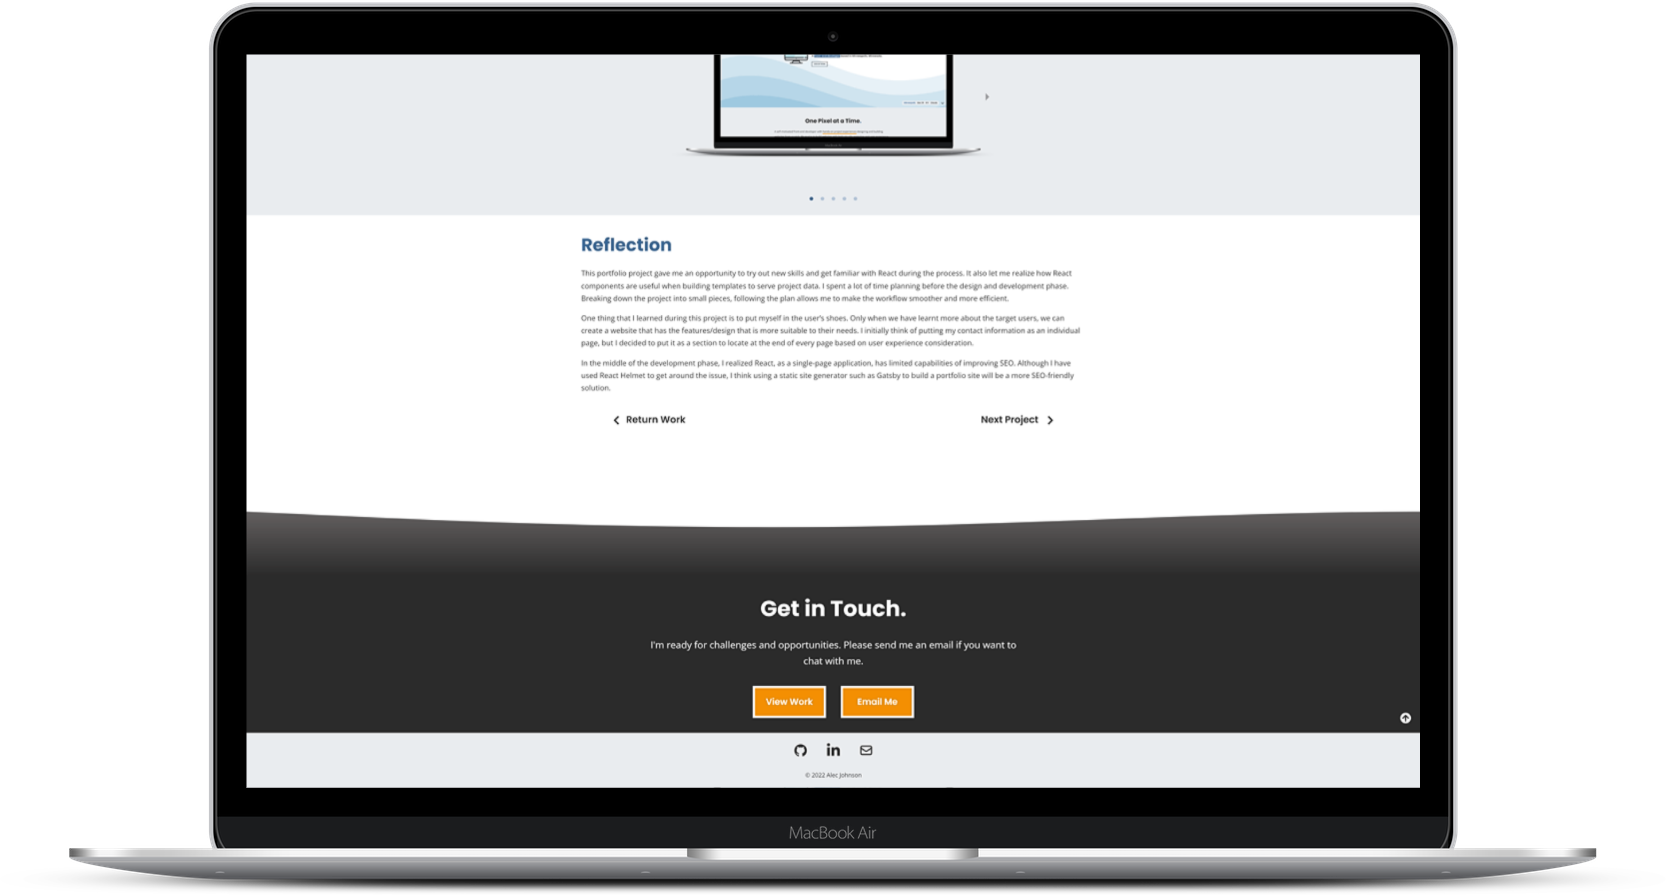 One Pixel at a Time.
Reflection
This portfolio project gave me an opportunity to try out new skills and get familiar with React during the process. It also let me realize how React
components are useful when building templates to serve project data. I spent a lot of time planning before the design and development phase.
Breaking down the project into small pieces, following the plan allows me to make the workflow smoother and more efficient.
One thing that I learned during this project is to put myself in the user's shoes. Only when we have learnt more about the target users, we can
create a website that has the features/design that is more suitable to their needs. I initially think of putting my contact information as an individual
page, but I decided to put it as a section to locate at the end of every page based on user experience consideration.
In the middle of the development phase, I realized React, as a single-page application, has limited capabilities of improving SEO. Although I have
used React Helmet to get around the issue, I think using a static site generator such as Gatsby to build a portfolio site will be a more SEO-friendly
solution.
Return Work
Next Project
Get in Touch.
I'm ready for challenges and opportunities. Please send me an email if you want to
chat with me.
View Work
Email Me
in
© 2022 Alec Johnson
MacBook Air